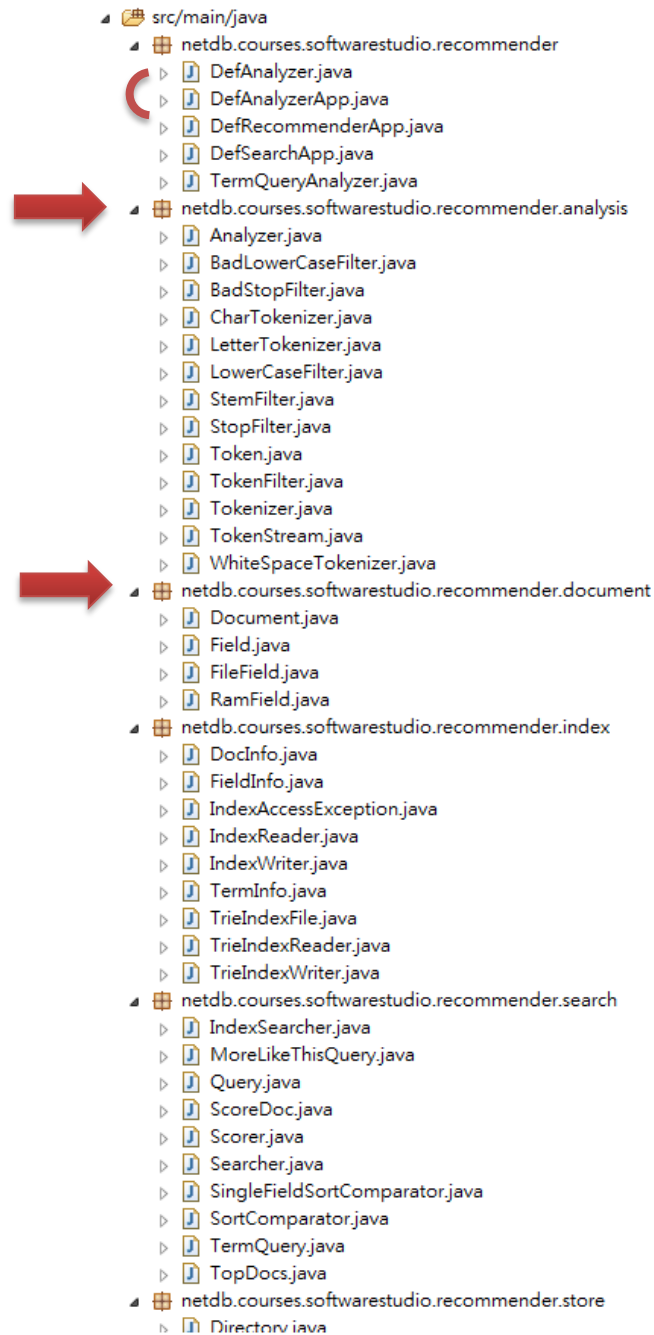 src/main/java
netdb.courses.softwarestudio.recommender
DefAnalyzer.java
DefAnalyzerApp.java
DefRecommenderApp.java
DefSearchApp.java
TermQueryAnalyzer.java
netdb.courses.softwarestudio.recommender.analysis
Analyzer.java
BadLowerCaseFilter.java
BadStopFilter.java
CharTokenizer.java
LetterTokenizer.java
LowerCaseFilter.java
StemFilter.java
StopFilter.java
Token.java
TokenFilter.java
Tokenizer.java
TokenStream.java
WhiteSpaceTokenizer.java
netdb.courses.softwarestudio.recommender.document
Document.java
Field.java
FileField.java
RamField.java
netdb.courses.softwarestudio.recommender.index
DocInfo.java
FieldInfo.java
IndexAccessException.java
IndexReader.java
IndexWriter.java
TermInfo.java
TrieIndexFile.java
TrieIndexReader.java
TrieIndexWriter.java
netdb.courses.softwarestudio.recommender.search
IndexSearcher.java
MoreLikeThisQuery.java
Query.java
ScoreDoc.java
Scorer.java
Searcher.java
SingleFieldSortComparator.java
SortComparator.java
TermQuery.java
TopDocs.java
netdb.courses.softwarestudio.recommender.store
Directory.java